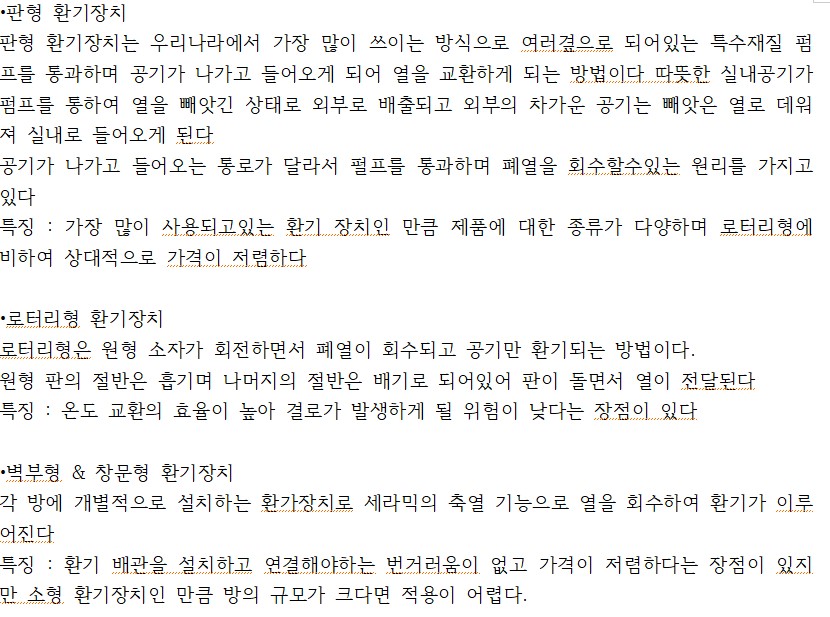 •판형 환기장치
판형 환기장치는 우리나라에서 가장 많이 쓰이는 방식으로 여러겹으로 되어있는 특수재질 펌
프를 통과하며 공기가 나가고 들어오게 되어 열을 교환하게 되는 방법이다 따뜻한 실내공기가
펌프를 통하여 열을 빼앗긴 상태로 외부로 배출되고 외부의 차가운 공기는 빼앗은 열로 데워
져 실내로 들어오게 된다
공기가 나가고 들어오는 통로가 달라서 펄프를 통과하며 폐열을 회수할수있는 원리를 가지고
있다
특징 : 가장 많이 사용되고있는 환기 장치인 만큼 제품에 대한 종류가 다양하며 로터리형에
비하여 상대적으로 가격이 저렴하다
•로터리형 환기장치
로터리형은 원형 소자가 회전하면서 폐열이 회수되고 공기만 환기되는 방법이다.
원형 판의 절반은 흡기며 나머지의 절반은 배기로 되어있어 판이 돌면서 열이 전달된다
특징 : 온도 교환의 효율이 높아 결로가 발생하게 될 위험이 낮다는 장점이 있다
•벽부형 & 창문형 환기장치
각 방에 개별적으로 설치하는 환가장치로 세라믹의 축열 기능으로 열을 회수하여 환기가 이루
어진다
특징 : 환기 배관을 설치하고 연결해야하는 번거러움이 없고 가격이 저렴하다는 장점이 있지
만 소형 환기장치인 만큼 방의 규모가 크다면 적용이 어렵다.